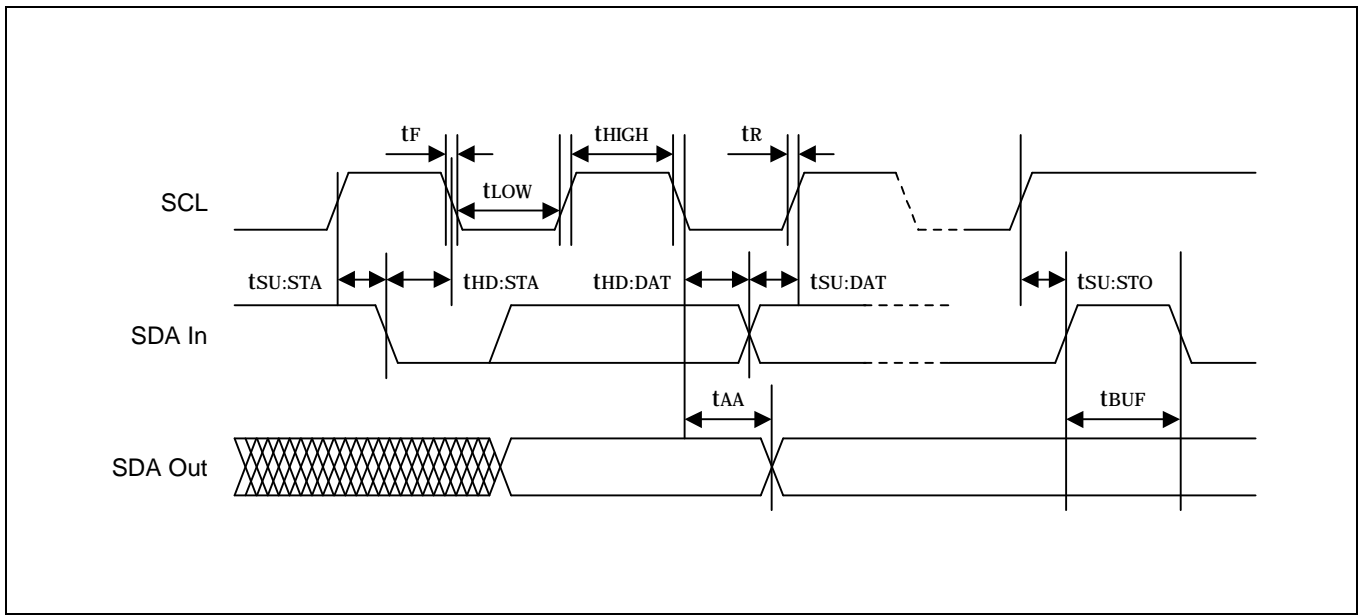 tF
tHIGH
tR
tLOW
SCL
tSU:STA
tHD:STA
tHD:DAT
tSU:DAT
tSU:STO
SDA In
tAA
tBUF
SDA Out